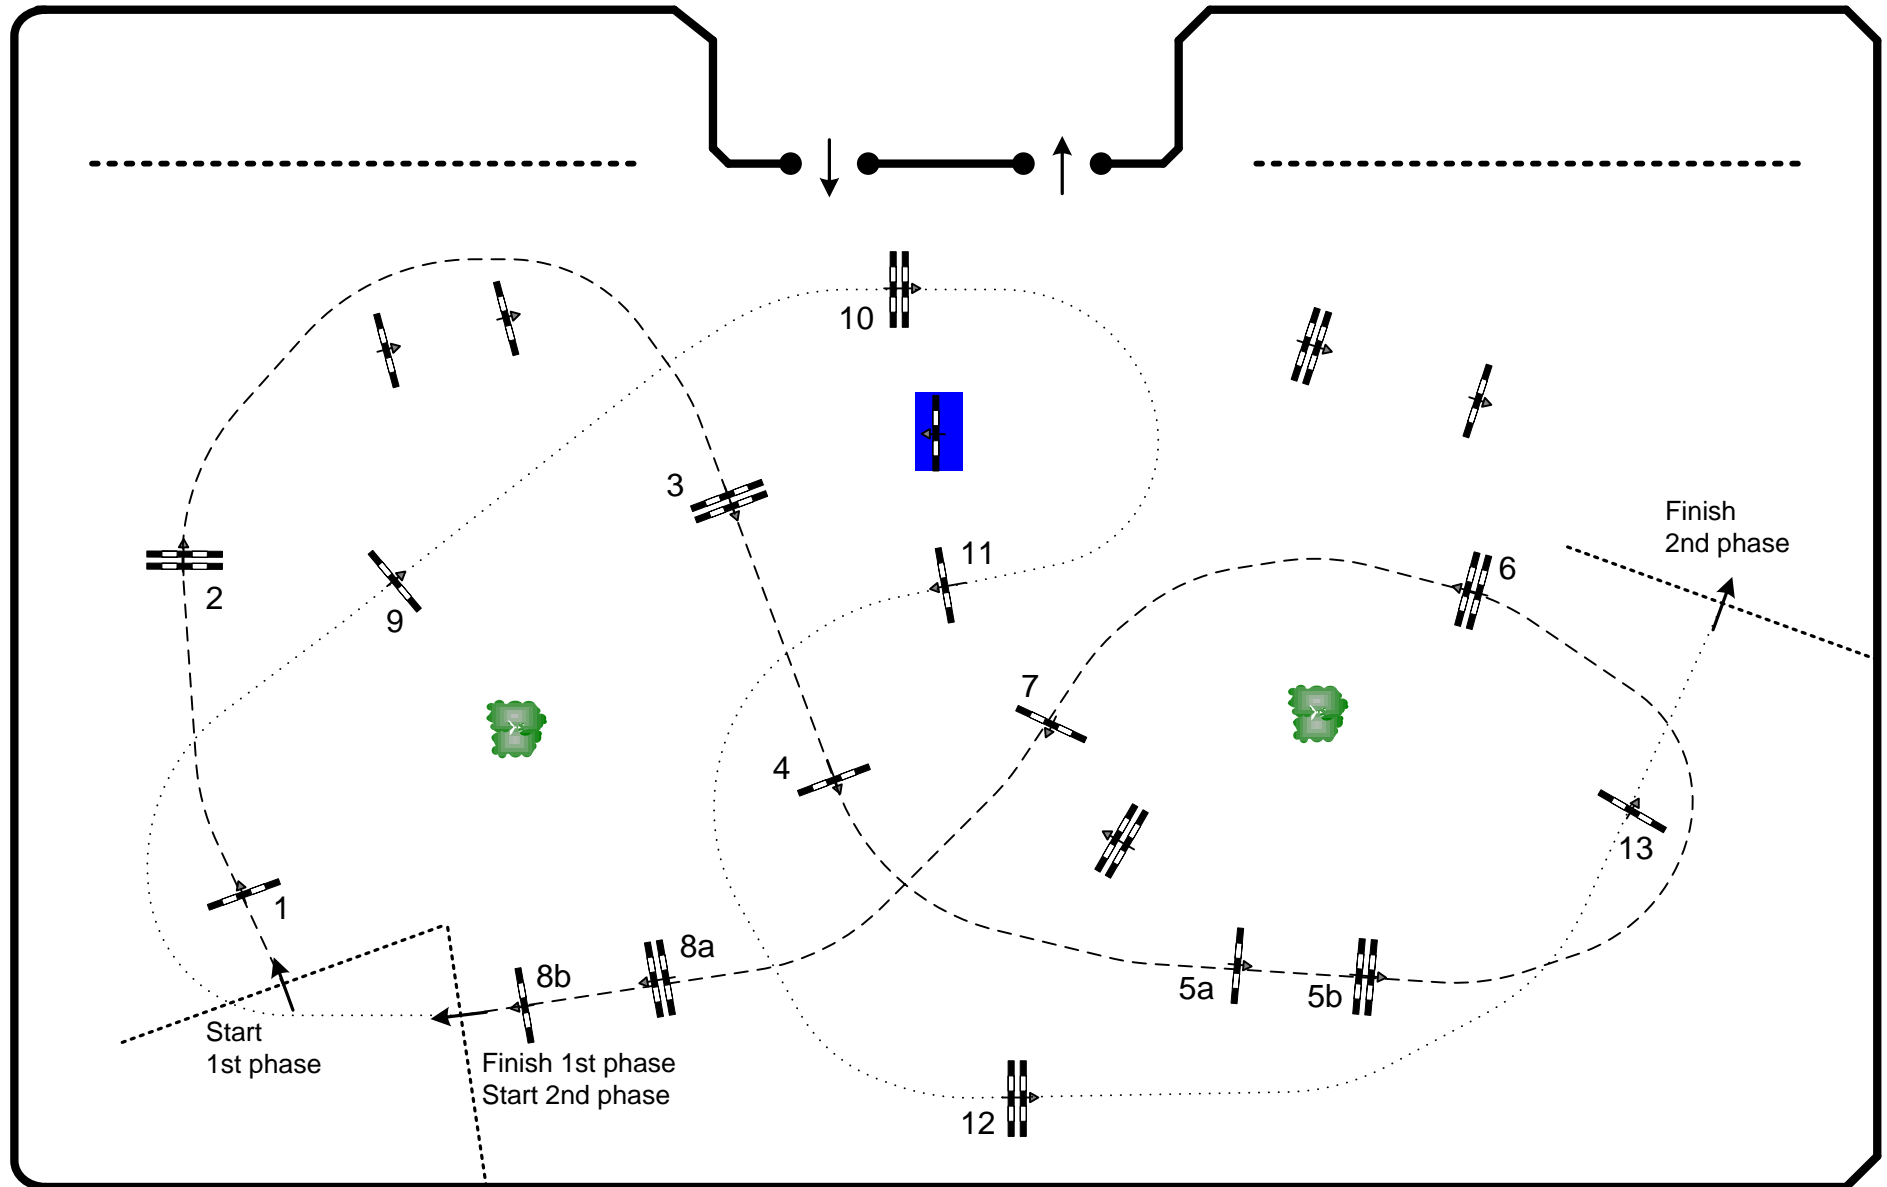 10
3
Finish
2nd phase
11
6
2
9
7
4
13
1
8a
8b
5a
5b
Start
1st phase
Finish 1st phase
Start 2nd phase
12